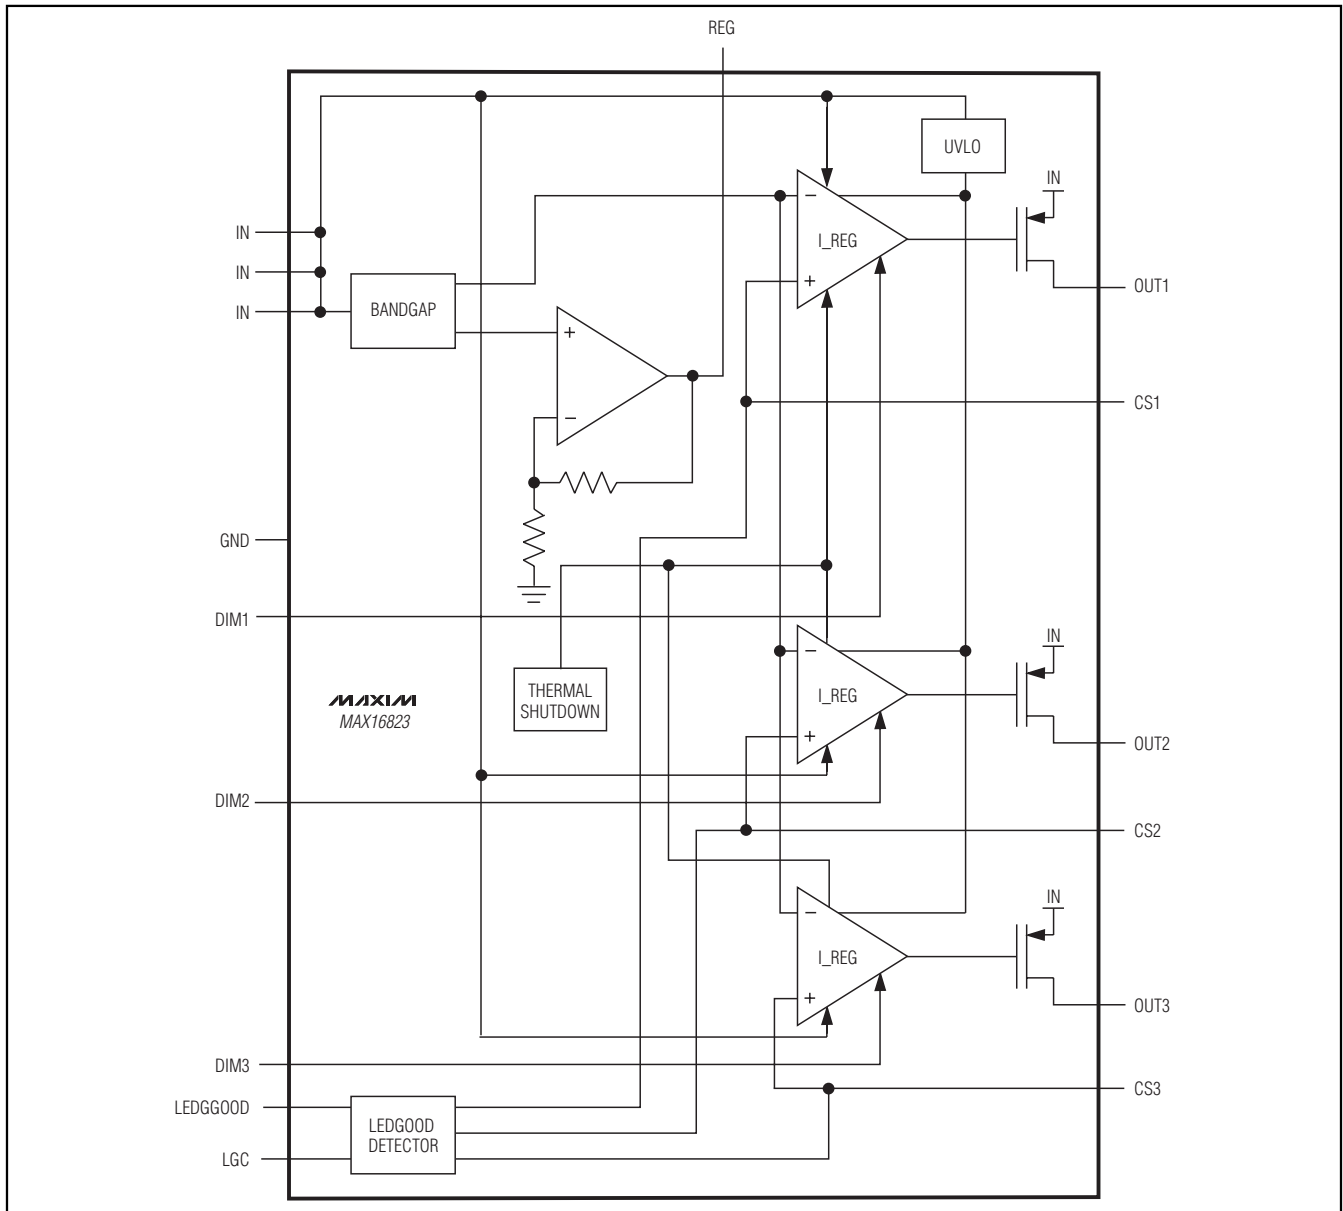 REG
UVLO
IN
I_REG
IN
IN
BANDGAP
IN
OUT1
+
−
−
+
CS1
GND
DIM1
IN
THERMAL
SHUTDOWN
−
I_REG
+
MAXIM
MAX16823
OUT2
DIM2
CS2
IN
−
I_REG
+
OUT3
DIM3
CS3
LEDGGOOD
LEDGOOD
DETECTOR
LGC